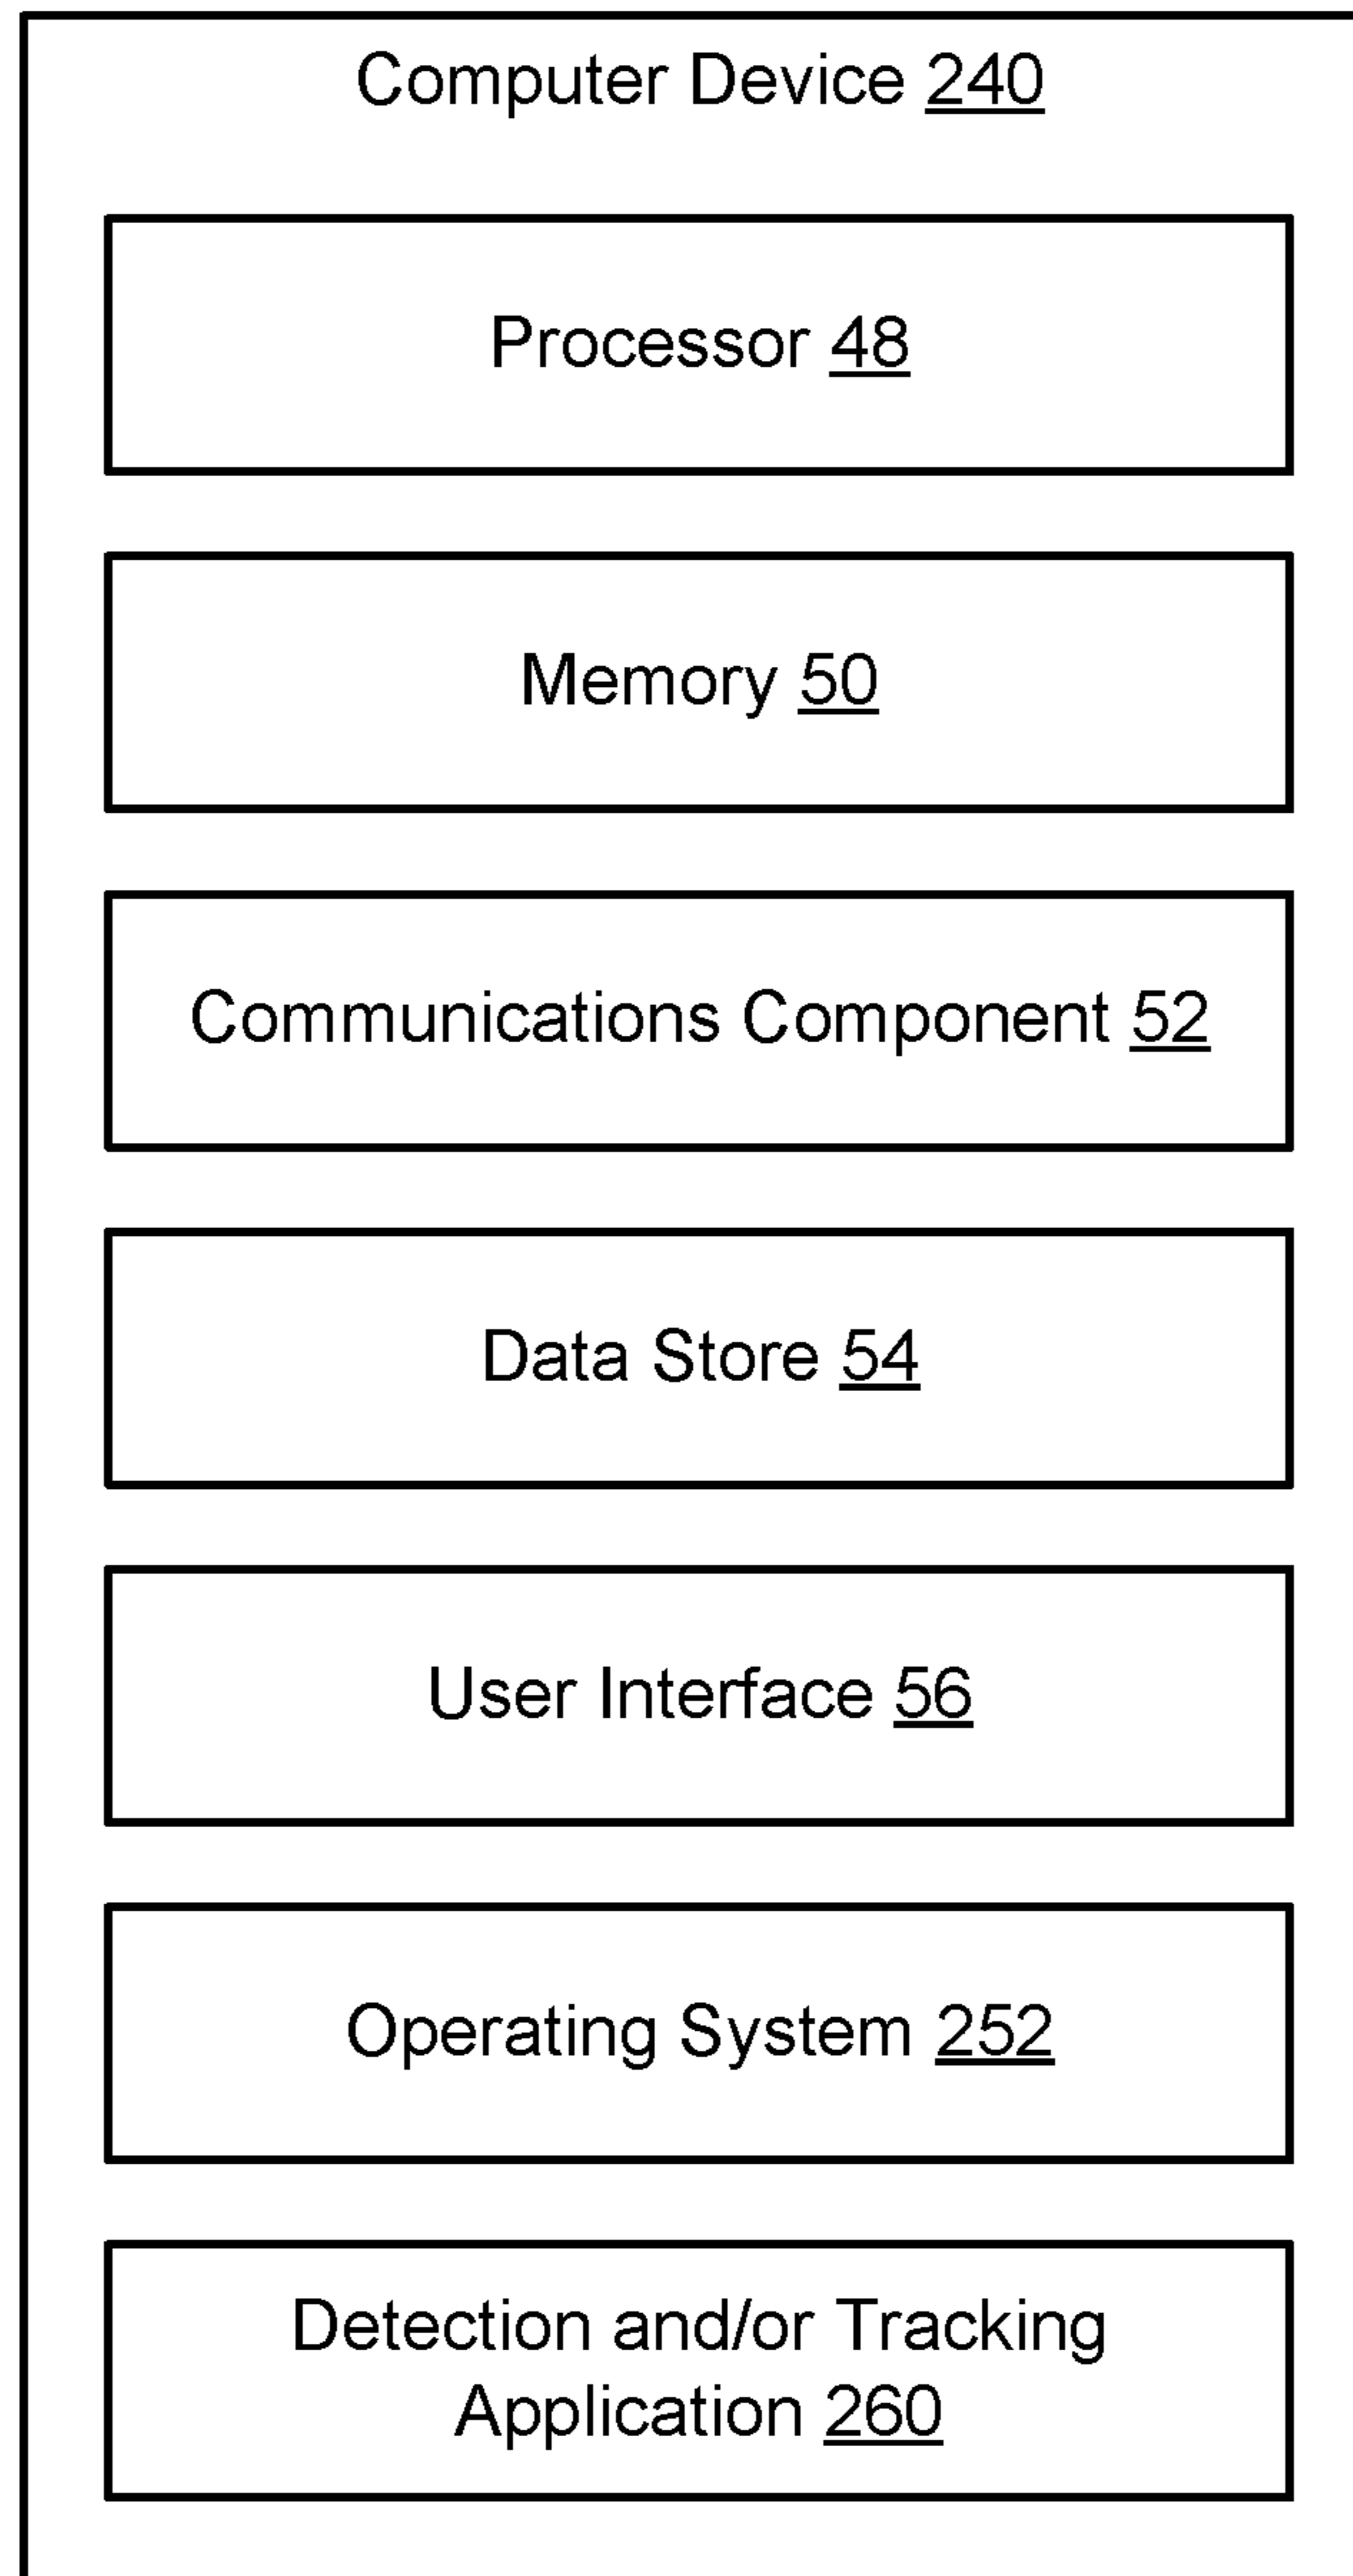 Computer Device 240
Processor 48
Memory 50
Communications Component 52
Data Store 54
User Interface 56
Operating System 252
Detection and/or Tracking
Application 260